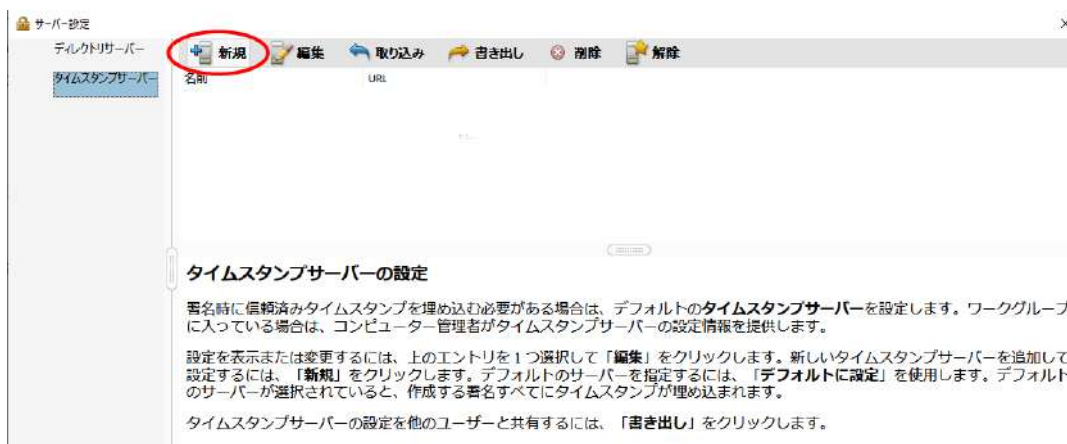 サーバー設定
ディレクトリサーバー
新規 編集 取り込み 書き出し 削除 解除
タイムスタンプサーバー
名前 URL
タイムスタンプサーバーの設定
署名時に信頼済みタイムスタンプを埋め込む必要がある場合は、デフォルトのタイムスタンプサーバーを設定します。ワークグループ
に入っている場合は、コンピューター管理者がタイムスタンプサーバーの設定情報を提供します。
設定を表示または変更するには、上のエントリを1つ選択して「編集」をクリックします。新しいタイムスタンプサーバーを追加して
設定するには、「新規」をクリックします。デフォルトのサーバーを指定するには、「デフォルトに設定」を使用します。デフォルト
のサーバーが選択されていると、作成する署名すべてにタイムスタンプが埋め込まれます。
タイムスタンプサーバーの設定を他のユーザーと共有するには、「書き出し」をクリックします。